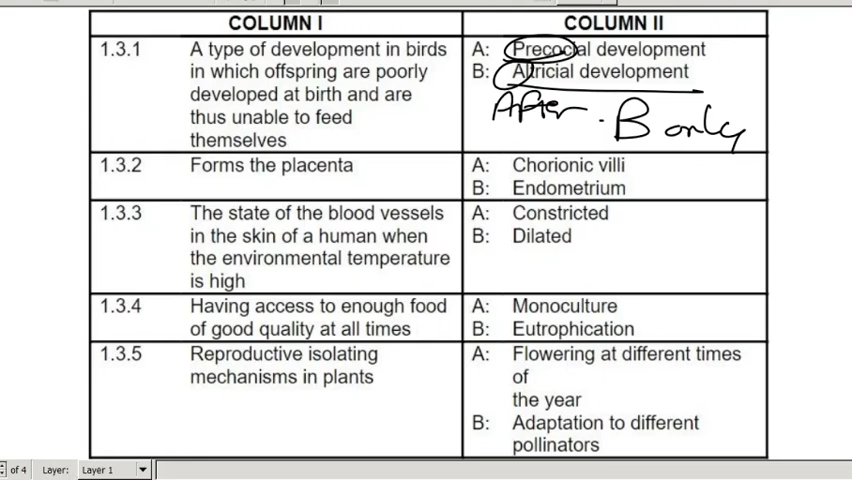 COLUMN I COLUMN II
1.3.1 A type of development in birds A: Precocial development
in which offspring are poorly B: Altricial development
developed at birth and are After . B only
thus unable to feed
themselves
1.3.2 Forms the placenta A: Chorionic villi
B: Endometrium
1.3.3 The state of the blood vessels A: Constricted
in the skin of a human when B: Dilated
the environmental temperature
is high
1.3.4 Having access to enough food A: Monoculture
of good quality at all times B: Eutrophication
1.3.5 Reproductive isolating A: Flowering at different times
mechanisms in plants of
the year
B: Adaptation to different
pollinators
of 4 Layer: Layer 1